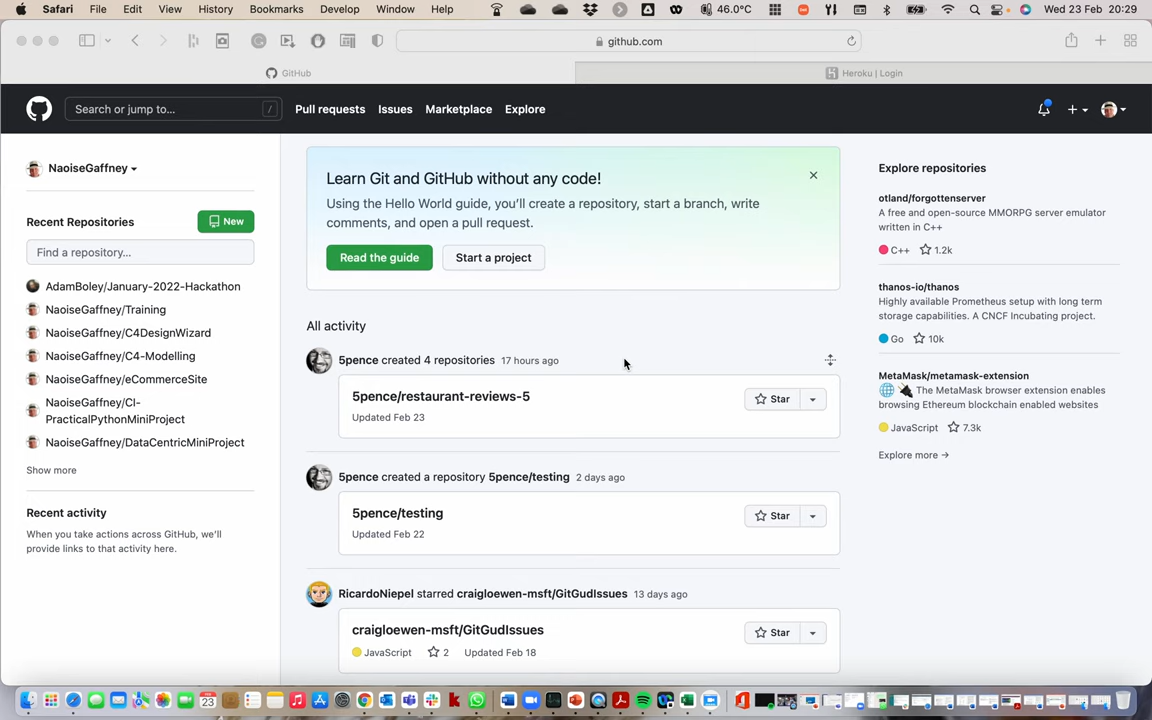 Safari File Edit View History Bookmarks Develop Window Help 46.0°C Wed 23 Feb 20:29
github.com
GitHub
Heroku | Login
Search or jump to... /
Pull requests Issues Marketplace Explore
NaoiseGaffney
Recent Repositories
New
Find a repository...
AdamBoley/January-2022-Hackathon
NaoiseGaffney/Training
NaoiseGaffney/C4DesignWizard
NaoiseGaffney/C4-Modelling
NaoiseGaffney/eCommerceSite
NaoiseGaffney/CI-
PracticalPythonMiniProject
NaoiseGaffney/DataCentricMiniProject
Show more
Recent activity
When you take actions across GitHub, we'll
provide links to that activity here.
Learn Git and GitHub without any code!
Using the Hello World guide, you'll create a repository, start a branch, write
comments, and open a pull request.
Read the guide
Start a project
All activity
5pence created 4 repositories 17 hours ago
5pence/restaurant-reviews-5
Star
Updated Feb 23
5pence created a repository 5pence/testing 2 days ago
5pence/testing
Star
Updated Feb 22
RicardoNiepel starred craigloewen-msft/GitGudIssues 13 days ago
craigloewen-msft/GitGudIssues
Star
JavaScript 2 Updated Feb 18
Explore repositories
otland/forgottenserver
A free and open-source MMORPG server emulator
written in C++
C++ 1.2k
thanos-io/thanos
Highly available Prometheus setup with long term
storage capabilities. A CNCF Incubating project.
Go 10k
MetaMask/metamask-extension
The MetaMask browser extension enables
browsing Ethereum blockchain enabled websites
JavaScript 7.3k
Explore more →
23